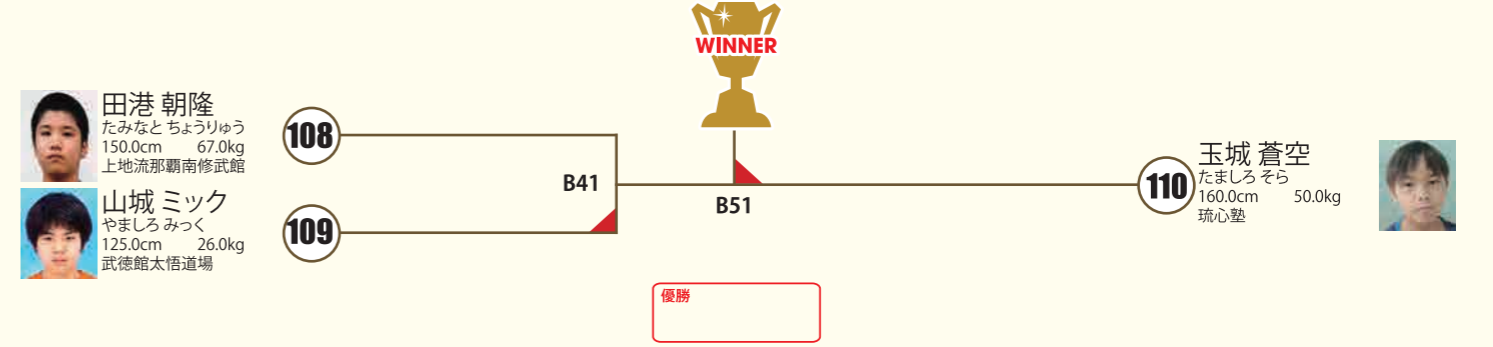 WINNER
田港 朝隆
たみなと ちょうりゅう
150.0cm 67.0kg
上地流那覇南修武館
108
山城 ミック
やましろ みっく
125.0cm 26.0kg
武徳館太悟道場
109
B41
B51
110
玉城 蒼空
たましろ そら
160.0cm 50.0kg
琉心塾
優勝